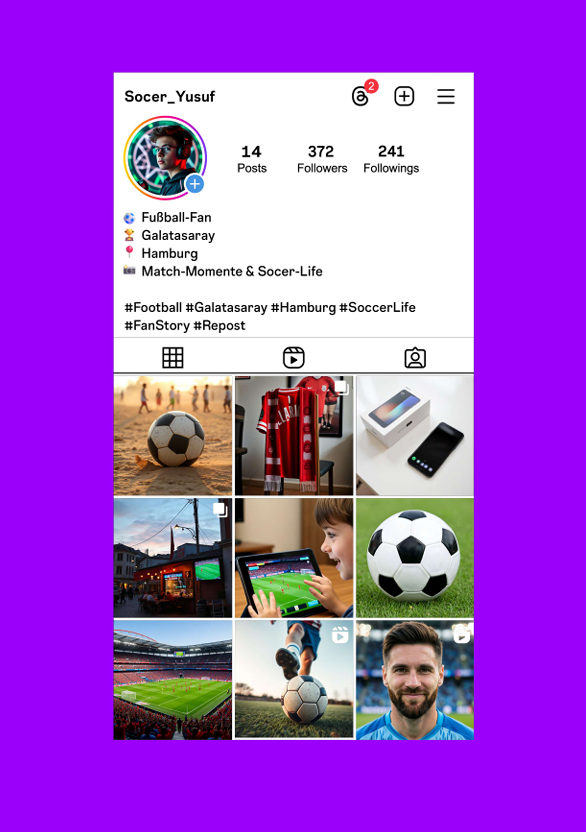 Socer_Yusuf
2
14
Posts
372
Followers
241
Followings
Fußball-Fan
Galatasaray
Hamburg
Match-Momente & Socer-Life
#Football #Galatasaray #Hamburg #SoccerLife
#FanStory #Repost